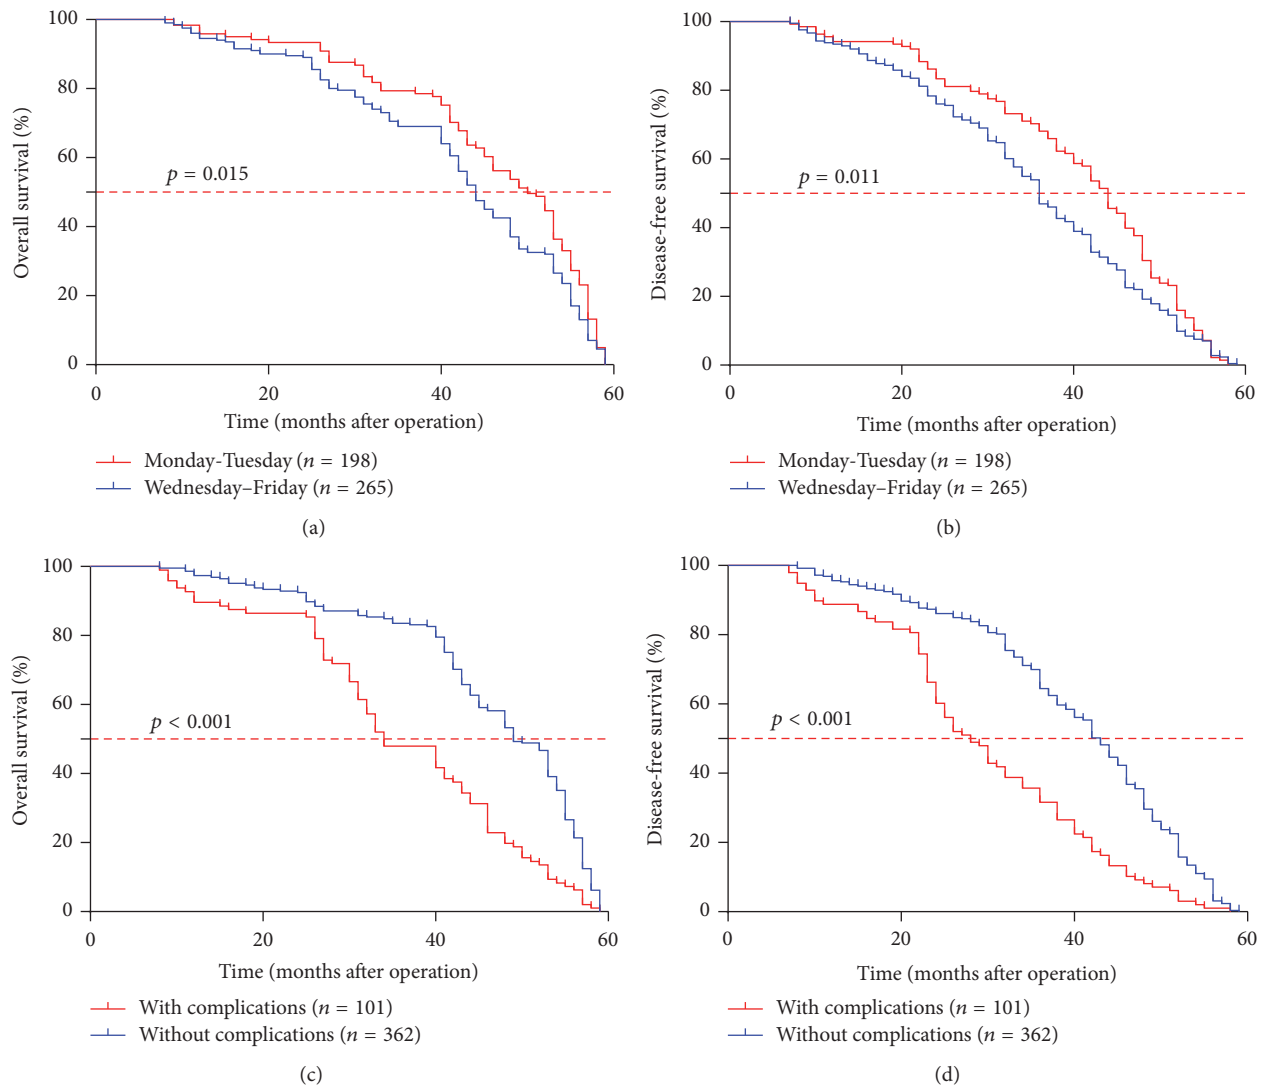 100
80
60
40
20
0
Overall survival (%)
p = 0.015
0
20
40
60
Time (months after operation)
Monday-Tuesday (n = 198)
Wednesday–Friday (n = 265)
(a)
100
80
60
40
20
0
Disease-free survival (%)
p = 0.011
0
20
40
60
Time (months after operation)
Monday-Tuesday (n = 198)
Wednesday–Friday (n = 265)
(b)
100
80
60
40
20
0
Overall survival (%)
p < 0.001
0
20
40
60
Time (months after operation)
With complications (n = 101)
Without complications (n = 362)
(c)
100
80
60
40
20
0
Disease-free survival (%)
p < 0.001
0
20
40
60
Time (months after operation)
With complications (n = 101)
Without complications (n = 362)
(d)